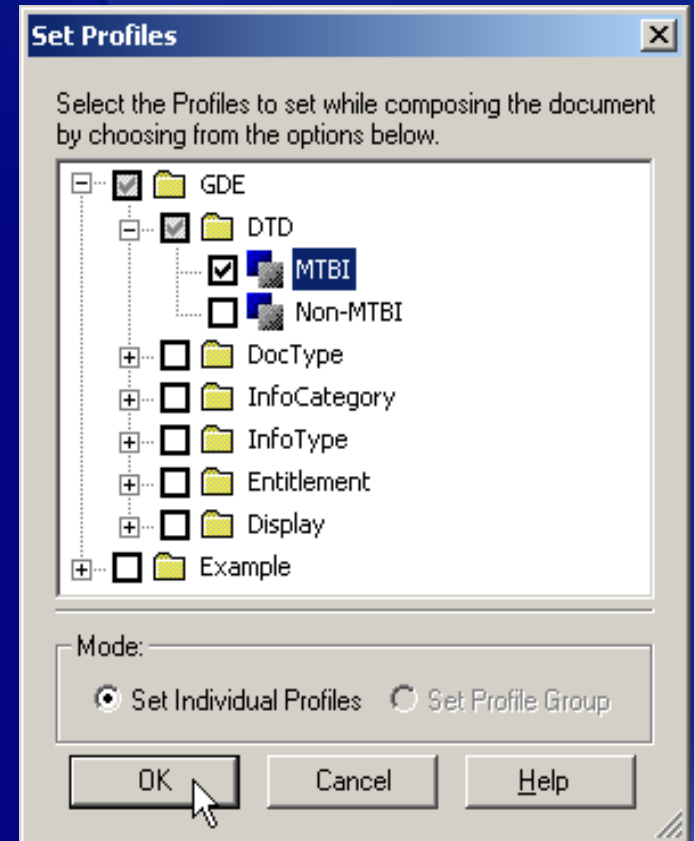 Set Profiles
Select the Profiles to set while composing the document
by choosing from the options below.
GDE
DTD
MTBI
Non-MTBI
DocType
InfoCategory
InfoType
Entitlement
Display
Example
Mode:
Set Individual Profiles Set Profile Group
OK Cancel Help